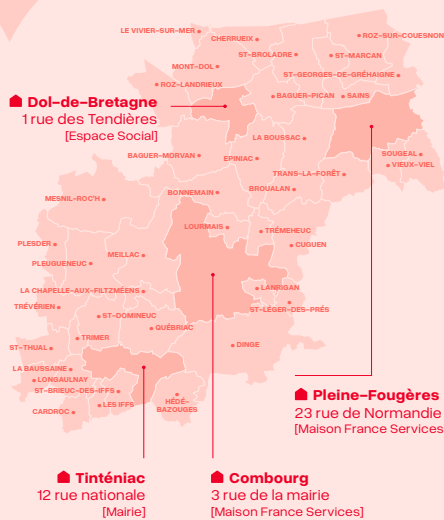 LE VIVIER-SUR-MER
CHERRUEIX
ROZ-SUR-COUESNON
ST-BROLADRE
ST-MARCAN
MONT-DOL
ST-GEORGES-DE-GRÉHAIGNE
ROZ-LANDRIEUX
BAGUER-PICAN
SAINS
Dol-de-Bretagne
1 rue des Tendières
[Espace Social]
LA BOUSSAC
BAGUER-MORVAN
EPINIAC
SOUGEAL
VIEUX-VIEL
TRANS-LA-FORÊT
BONNEMAIN
BROUALAN
MESNIL-ROC'H
LOURMAIS
TRÉMEHEUC
CUGUEN
PLESDER
MEILLAC
PLEUGUENEUC
LA CHAPELLE-AUX-FILTZMÉENS
LANRIGAN
TRÉVÉRIEN
ST-LÉGER-DES-PRÉS
ST-DOMINEUC
QUÉBRIAC
TRIMER
ST-THUAL
DINGE
LA BAUSSAINE
LONGAULNAY
ST-BRIEUC-DES-IFFS
HÉDÉ-
BAZOUGES
LES IFFS
CARDROC
Pleine-Fougères
23 rue de Normandie
[Maison France Services
Tinténiac
12 rue nationale
[Mairie]
Combourg
3 rue de la mairie
[Maison France Services]